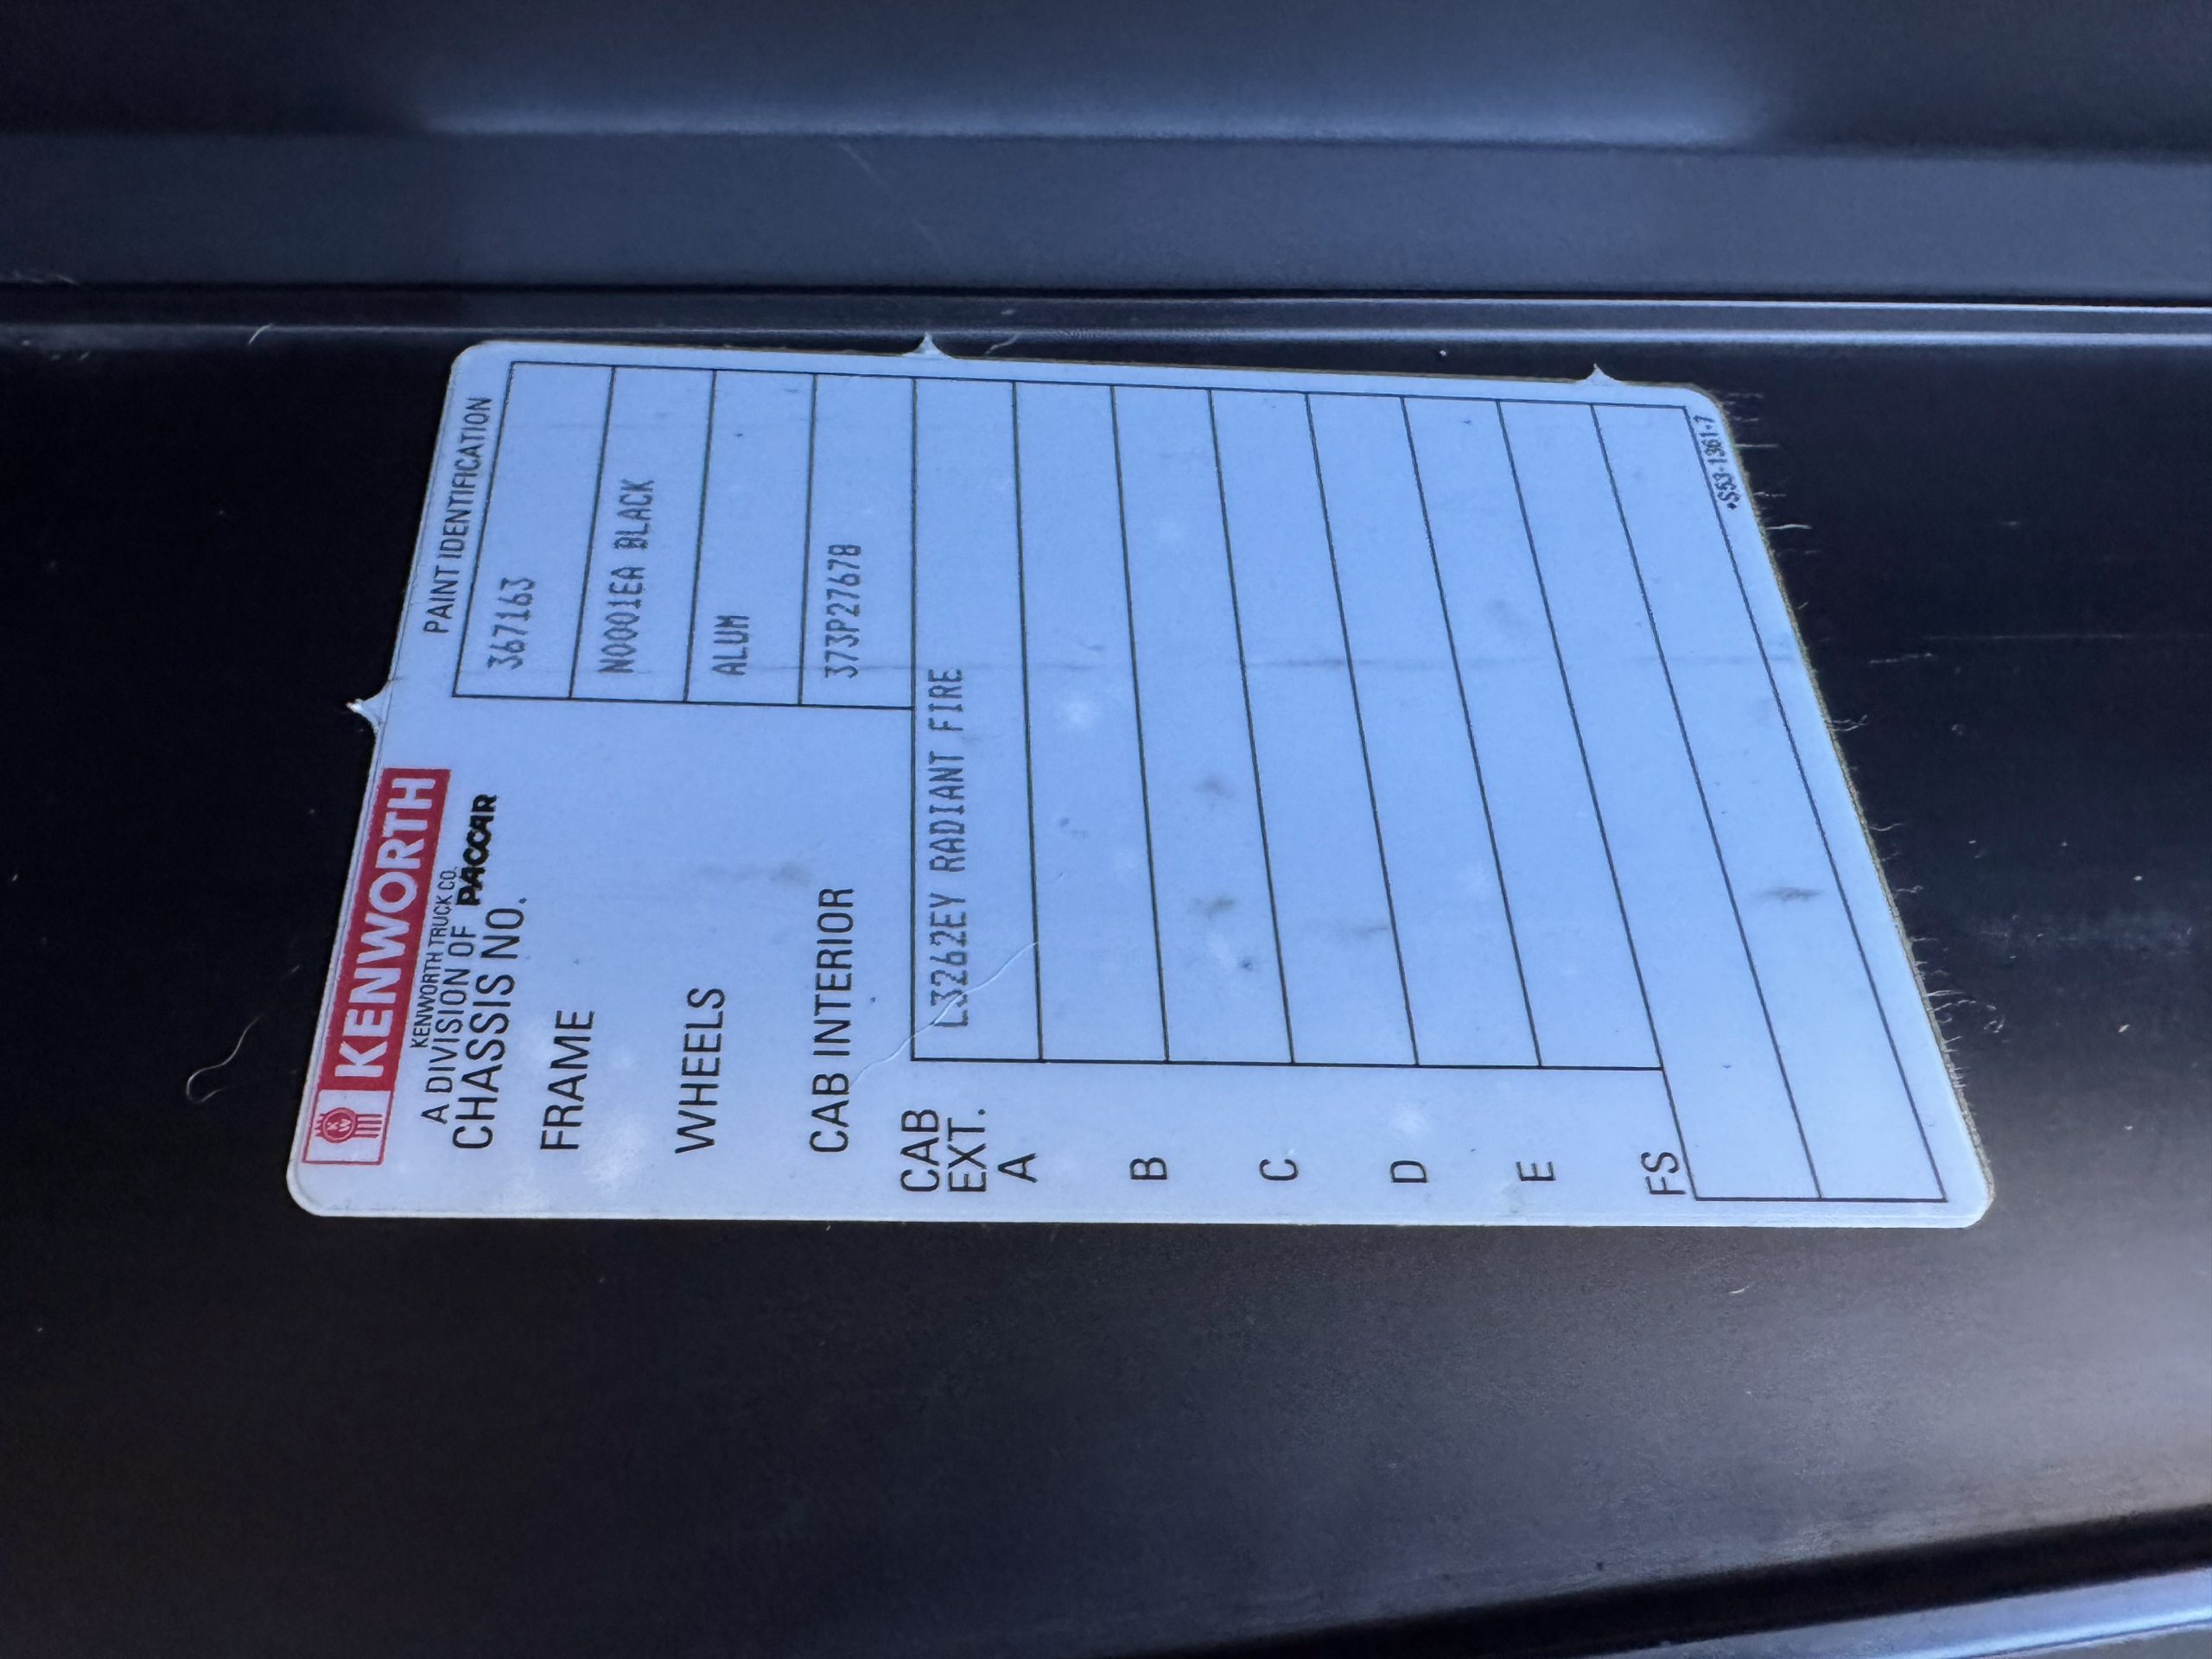 KENWORTH
KENWORTH TRUCK CO.
A DIVISION OF PACCAR
PAINT IDENTIFICATION
CHASSIS NO. 367163
FRAME N0001EA BLACK
WHEELS ALUM
CAB INTERIOR 373P27678
CAB
EXT.
A L3262EY RADIANT FIRE
B
C
D
E
FS
•S53-1361-7